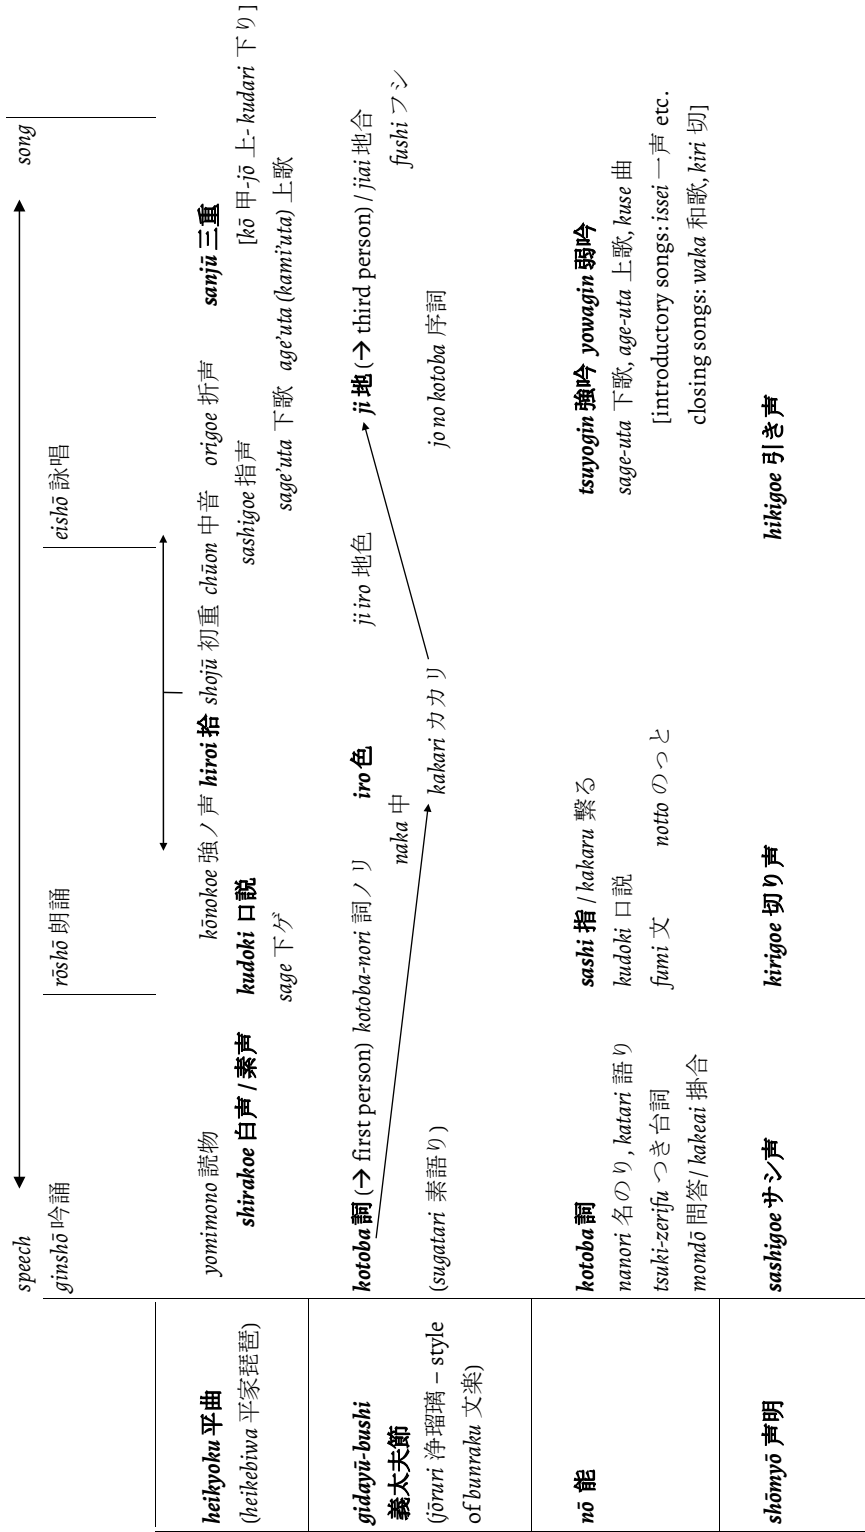 speech song
ginshō 吟誦 rōshō 朗誦 eishō 詠唱
heikyoku 平曲
(heikebiwa 平家琵琶)
yomimono 読物 kōnokoe 強ノ声 hiroi 拾 shojū 初重 chūon 中音 origoe 折声 sanjū 三重
shirakoe 白声 / 素声 kudoki 口説 sashigoe 指声 [kō 甲-jō 上- kudari 下り]
sage 下ゲ sage'uta 下歌 age'uta (kami'uta) 上歌
gidayū-bushi
義太夫節
(jōruri 浄瑠璃 – style
of bunraku 文楽)
kotoba 詞 (→ first person) kotoba-nori 詞ノリ iro 色 ji iro 地色 ji 地 (→ third person) / jiai 地合
naka 中 fushi フシ
(sugatari 素語り) kakari カカリ jo no kotoba 序詞
nō 能
kotoba 詞 sashi 指 / kakaru 繋る tsuyogin 強吟 yowagin 弱吟
nanori 名のり, katari 語り kudoki 口説 sage-uta 下歌, age-uta 上歌, kuse 曲
tsuki-zerifu つき台詞 fumi 文 notto のっと [introductory songs: issei 一声 etc.
mondō 問答 / kakeai 掛合 closing songs: waka 和歌, kiri 切]
shōmyō 声明
sashigoe サシ声 kirigoe 切り声 hikigoe 引き声